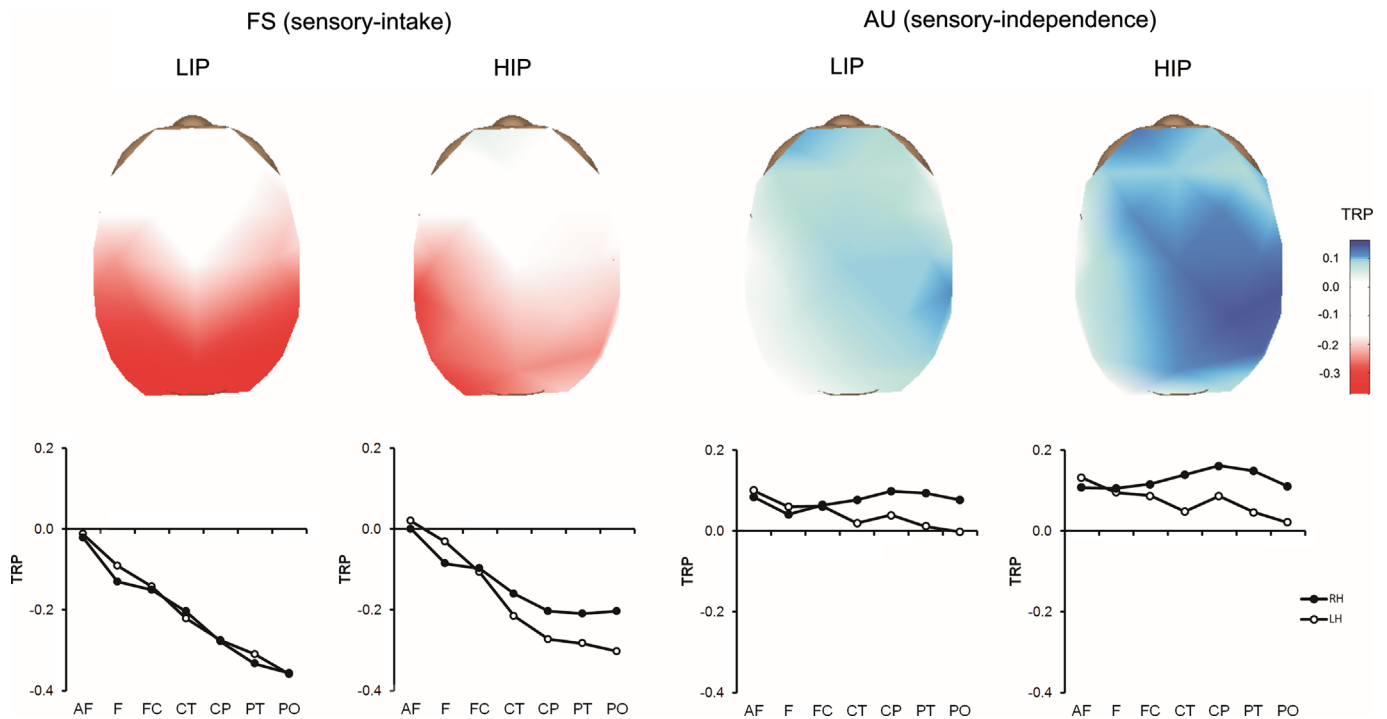 FS (sensory-intake) AU (sensory-independence)
LIP HIP LIP HIP
TRP
0.1
0.0
-0.1
-0.2
-0.3
0.2 0.2 0.2 0.2
0.0 0.0 0.0 0.0
TRP TRP TRP TRP
-0.2 -0.2 -0.2 -0.2
RH
LH
-0.4 -0.4 -0.4 -0.4
AF F FC CT CP PT PO AF F FC CT CP PT PO AF F FC CT CP PT PO AF F FC CT CP PT PO